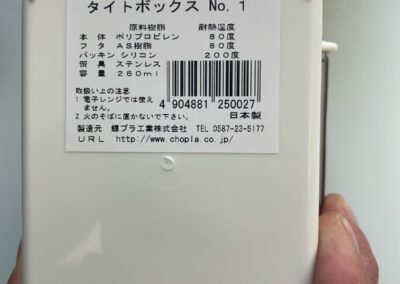 タイトボックス No. 1
原料樹脂 耐熱温度
本体 ポリプロピレン 80度
フタ AS樹脂 80度
パッキン シリコン 200度
留具 ステンレス
容量 260ml
取扱い上の注意
1. 電子レンジでは使え
ません。
2. 火のそばに置かないで下さい。
4 904881 250027
日本製
製造元 蝶プラ工業株式会社 TEL 0587-23-5177
URL http://www.chopla.co.jp/